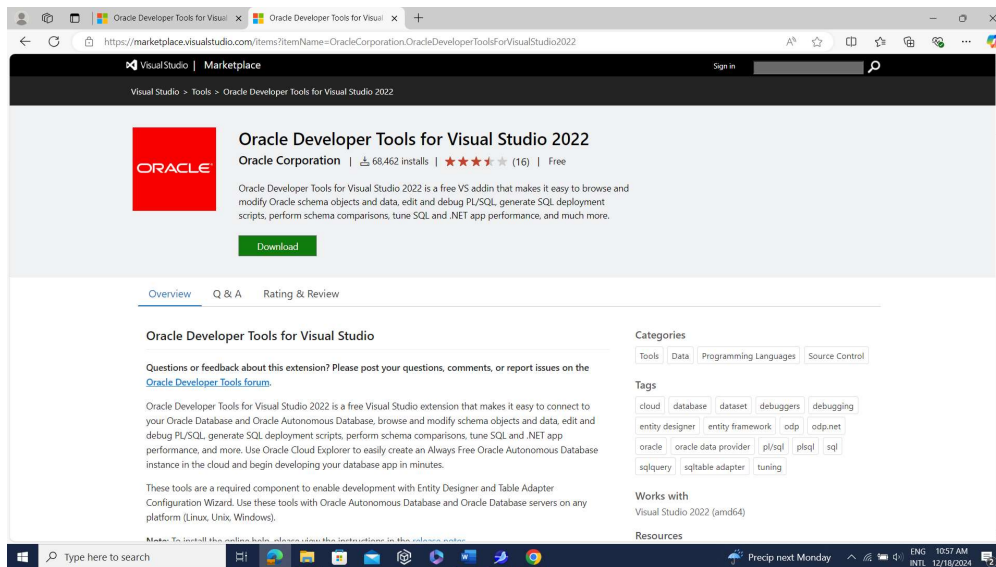 Oracle Developer Tools for Visual
Oracle Developer Tools for Visual
https://marketplace.visualstudio.com/items?itemName=OracleCorporation.OracleDeveloperToolsForVisualStudio2022
Visual Studio | Marketplace
Sign in
Visual Studio > Tools > Oracle Developer Tools for Visual Studio 2022
ORACLE
Oracle Developer Tools for Visual Studio 2022
Oracle Corporation | 68,462 installs | (16) | Free
Oracle Developer Tools for Visual Studio 2022 is a free VS addin that makes it easy to browse and
modify Oracle schema objects and data, edit and debug PL/SQL, generate SQL deployment
scripts, perform schema comparisons, tune SQL and .NET app performance, and much more.
Download
Overview Q & A Rating & Review
Oracle Developer Tools for Visual Studio
Questions or feedback about this extension? Please post your questions, comments, or report issues on the
Oracle Developer Tools forum.
Oracle Developer Tools for Visual Studio 2022 is a free Visual Studio extension that makes it easy to connect to
your Oracle Database and Oracle Autonomous Database, browse and modify schema objects and data, edit and
debug PL/SQL, generate SQL deployment scripts, perform schema comparisons, tune SQL and .NET app
performance, and more. Use Oracle Cloud Explorer to easily create an Always Free Oracle Autonomous Database
instance in the cloud and begin developing your database app in minutes.
These tools are a required component to enable development with Entity Designer and Table Adapter
Configuration Wizard. Use these tools with Oracle Autonomous Database and Oracle Database servers on any
platform (Linux, Unix, Windows).
Note: To install the online help, please view the instructions in the release notes.
Categories
Tools Data Programming Languages Source Control
Tags
cloud database dataset debuggers debugging
entity designer entity framework odp odp.net
oracle oracle data provider pl/sql plsql sql
sqlquery sqltable adapter tuning
Works with
Visual Studio 2022 (amd64)
Resources
Type here to search
Precip next Monday
ENG 10:57 AM
INTL 12/18/2024